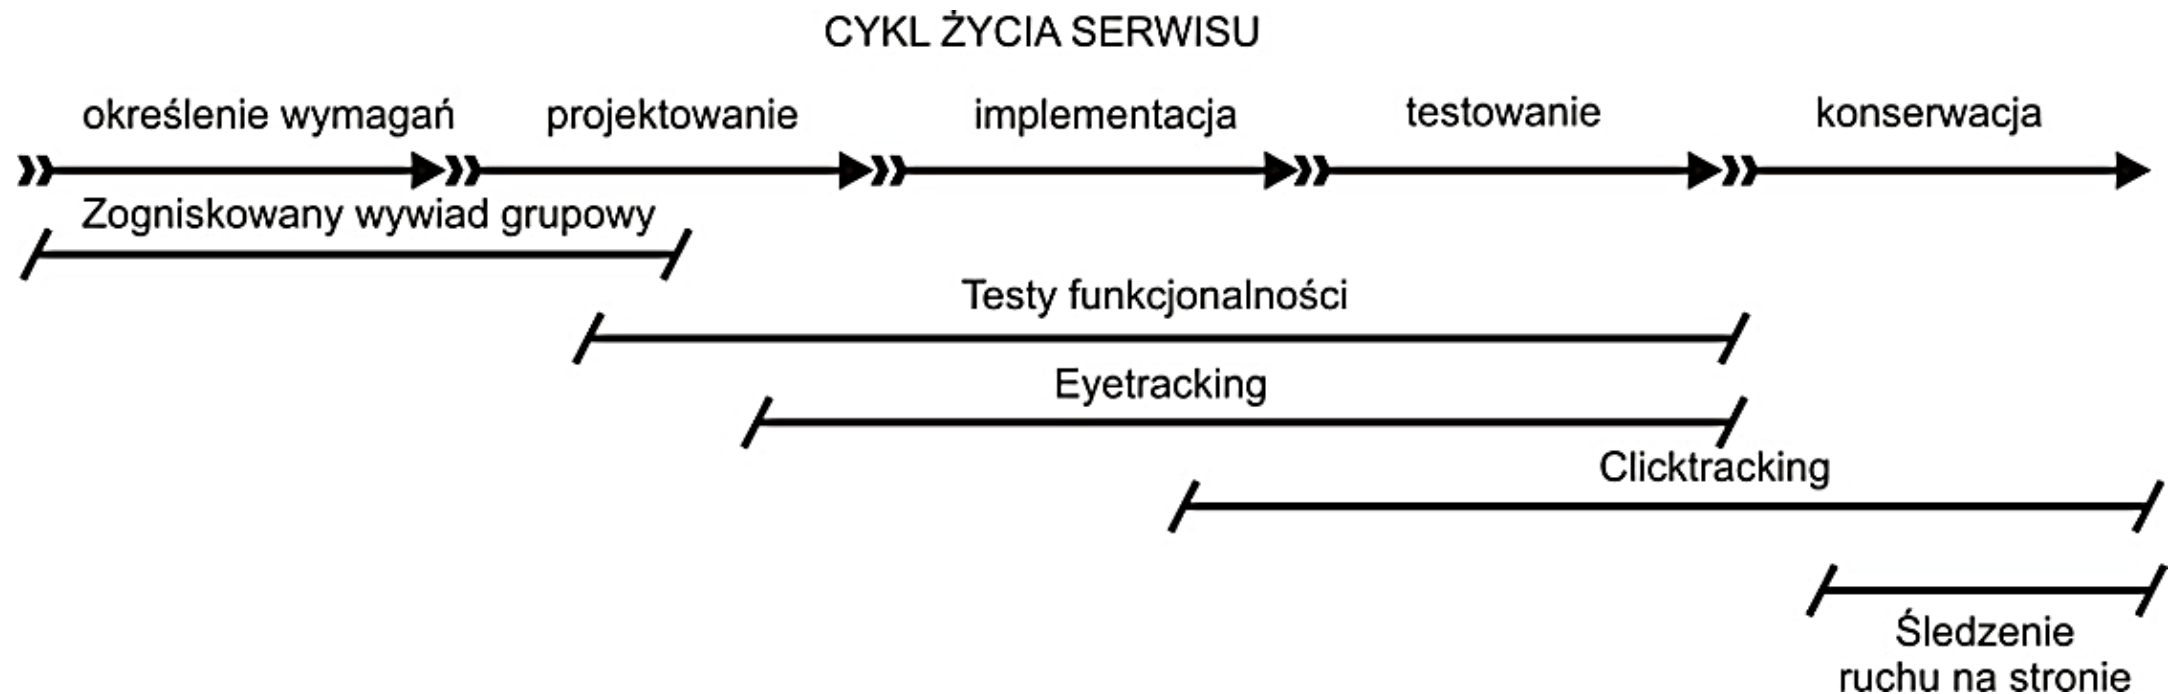 CYKL ŻYCIA SERWISU
określenie wymagań
projektowanie
implementacja
testowanie
konserwacja
Zogniskowany wywiad grupowy
Testy funkcjonalności
Eyetracking
Clicktracking
Śledzenie
ruchu na stronie